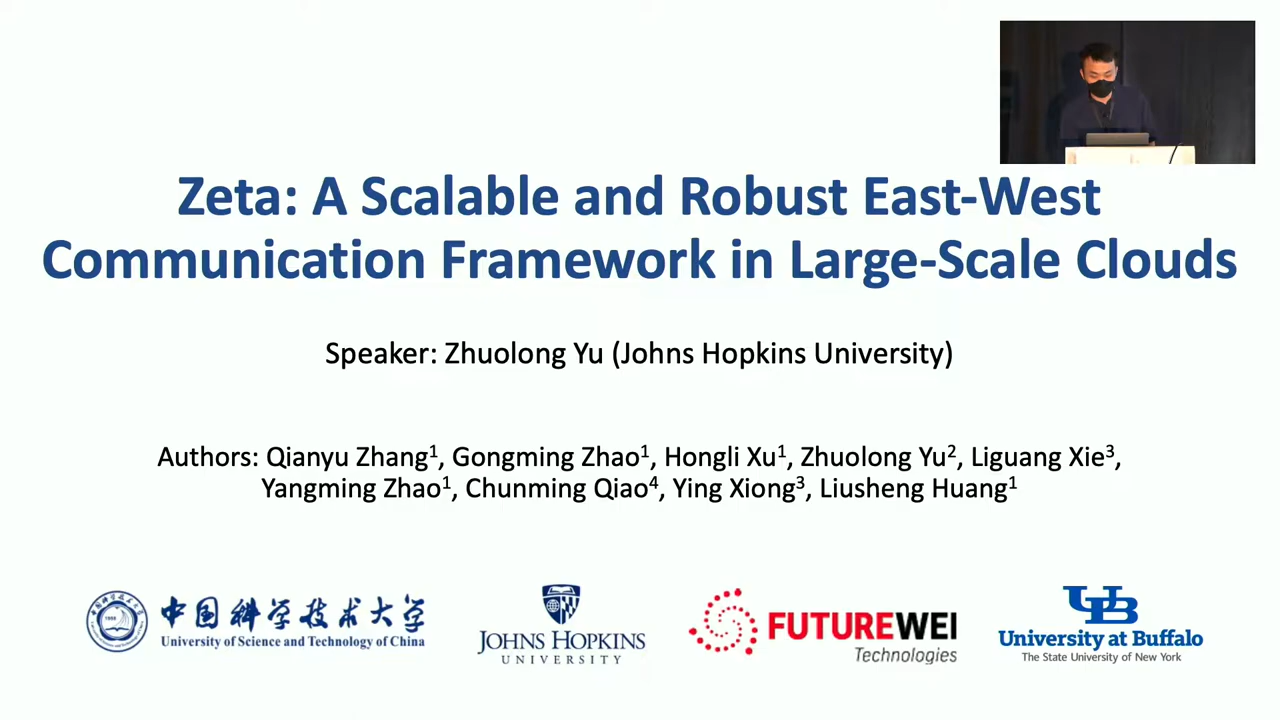 Zeta: A Scalable and Robust East-West
Communication Framework in Large-Scale Clouds
Speaker: Zhuolong Yu (Johns Hopkins University)
Authors: Qianyu Zhang¹, Gongming Zhao¹, Hongli Xu¹, Zhuolong Yu², Liguang Xie³,
Yangming Zhao¹, Chunming Qiao⁴, Ying Xiong³, Liusheng Huang¹
中国科学技术大学
University of Science and Technology of China
JOHNS HOPKINS
UNIVERSITY
FUTUREWEI
Technologies
UB
University at Buffalo
The State University of New York